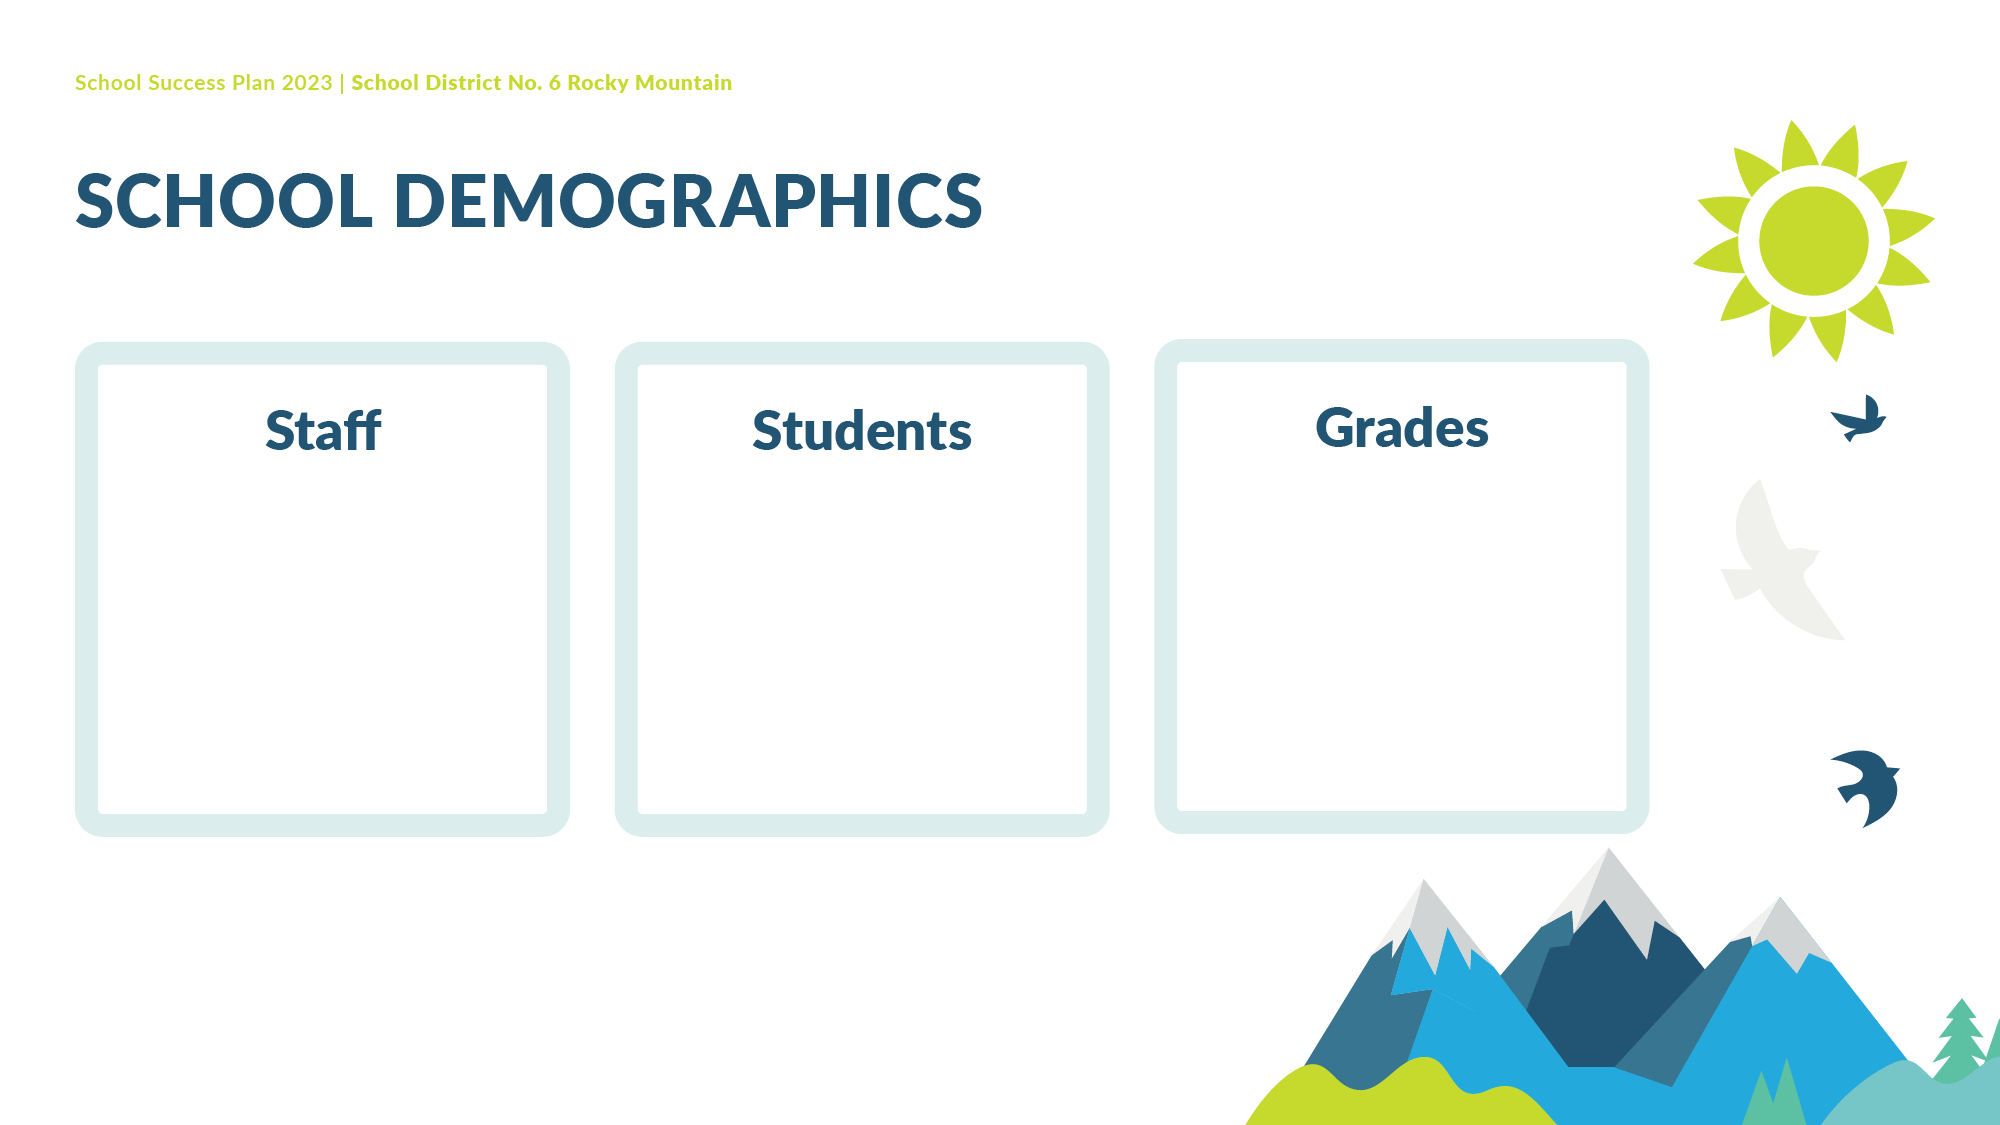 School Success Plan 2023 | School District No. 6 Rocky Mountain
SCHOOL DEMOGRAPHICS
Staff
Students
Grades